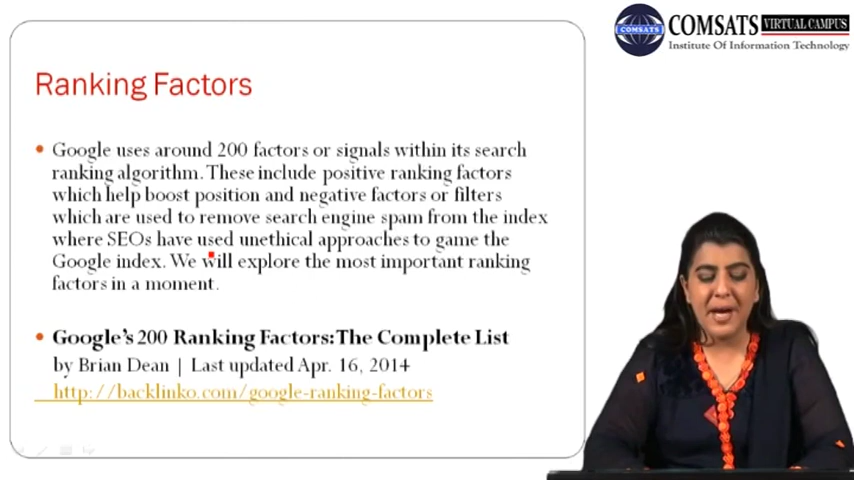 COMSATS VIRTUAL CAMPUS
COMSATS
Institute Of Information Technology
Ranking Factors
• Google uses around 200 factors or signals within its search
ranking algorithm. These include positive ranking factors
which help boost position and negative factors or filters
which are used to remove search engine spam from the index
where SEOs have used unethical approaches to game the
Google index. We will explore the most important ranking
factors in a moment.
• Google's 200 Ranking Factors: The Complete List
by Brian Dean | Last updated Apr. 16, 2014
http://backlinko.com/google-ranking-factors